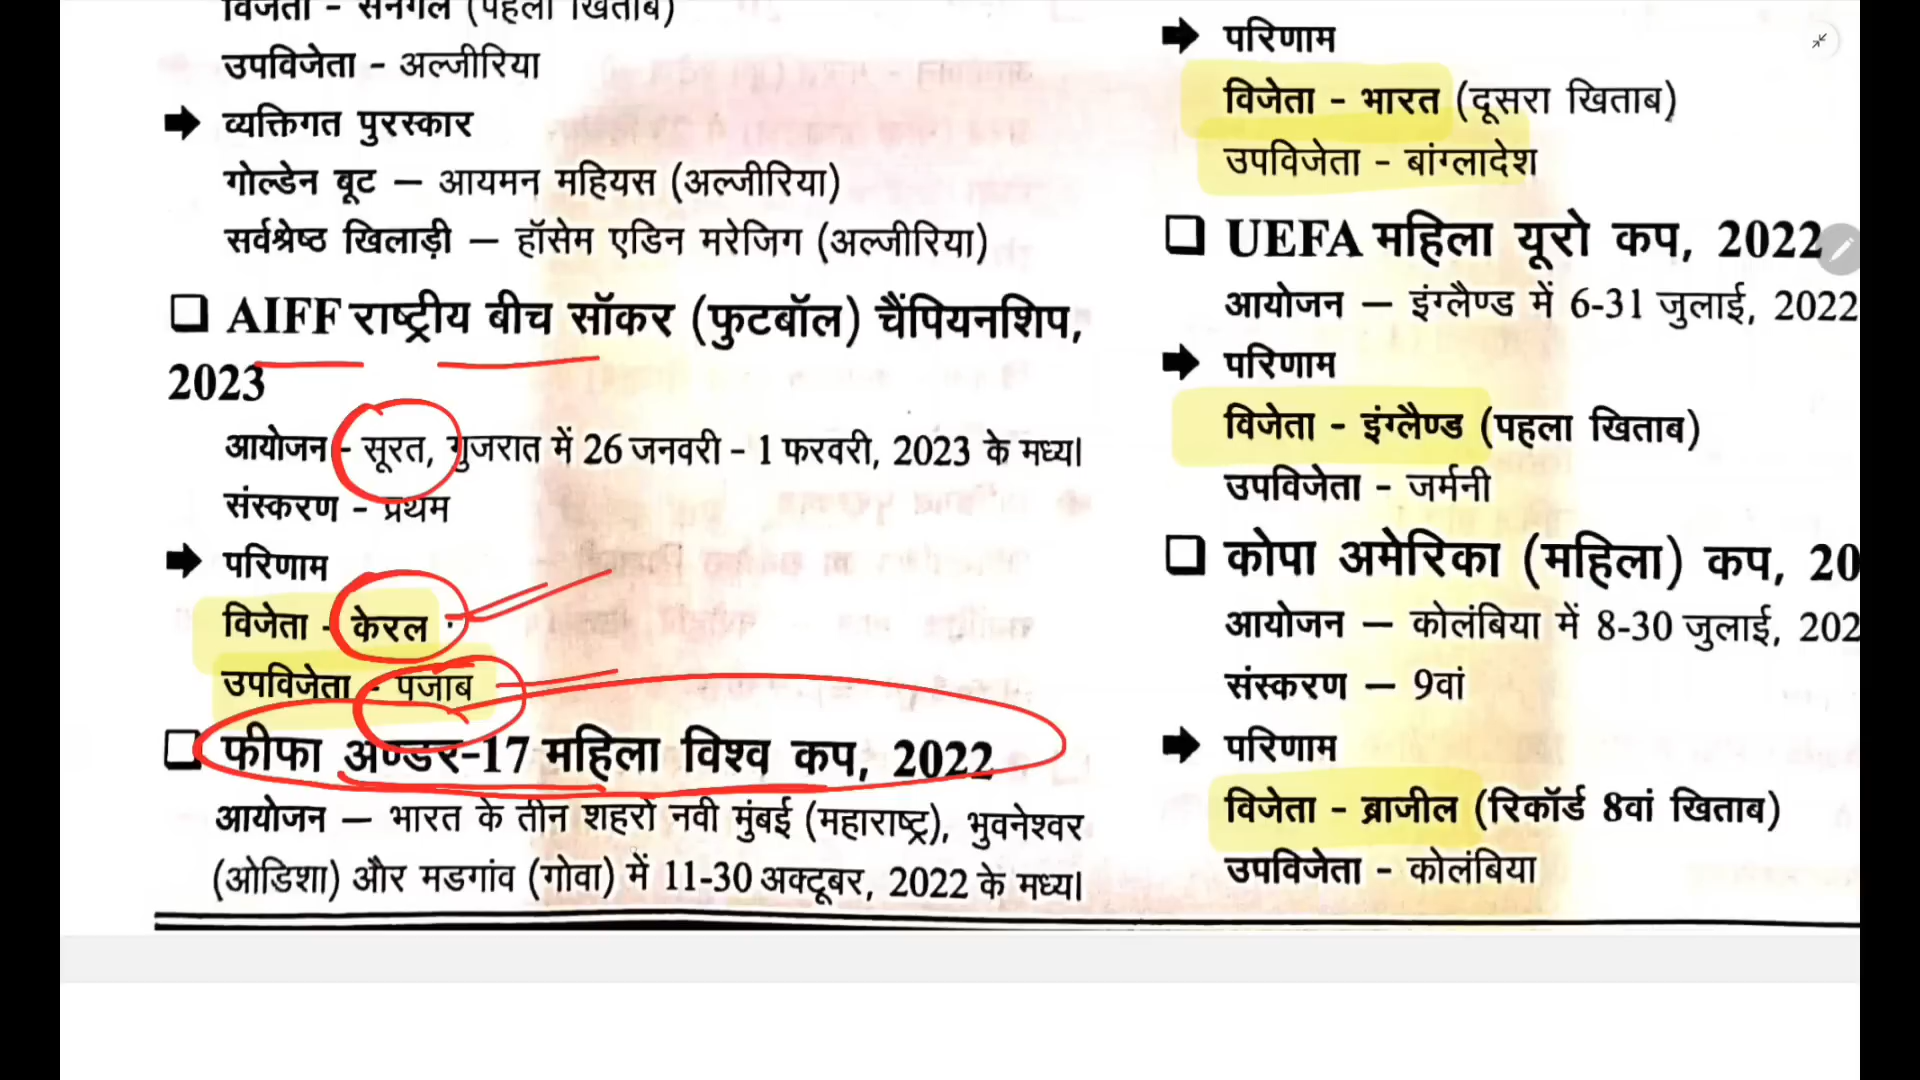 विजेता - सेनेगल (पहला खिताब)
उपविजेता - अल्जीरिया
व्यक्तिगत पुरस्कार
गोल्डेन बूट — आयमन महियस (अल्जीरिया)
सर्वश्रेष्ठ खिलाड़ी — हॉसेम एडिन मरेजिग (अल्जीरिया)
AIFF राष्ट्रीय बीच सॉकर (फुटबॉल) चैंपियनशिप,
2023
आयोजन - सूरत, गुजरात में 26 जनवरी - 1 फरवरी, 2023 के मध्य।
संस्करण - प्रथम
परिणाम
विजेता - केरल
उपविजेता - पंजाब
फीफा अण्डर-17 महिला विश्व कप, 2022
आयोजन — भारत के तीन शहरों नवी मुंबई (महाराष्ट्र), भुवनेश्वर
(ओडिशा) और मडगांव (गोवा) में 11-30 अक्टूबर, 2022 के मध्य।
परिणाम
विजेता - भारत (दूसरा खिताब)
उपविजेता - बांग्लादेश
UEFA महिला यूरो कप, 2022
आयोजन — इंग्लैण्ड में 6-31 जुलाई, 2022
परिणाम
विजेता - इंग्लैण्ड (पहला खिताब)
उपविजेता - जर्मनी
कोपा अमेरिका (महिला) कप, 20
आयोजन — कोलंबिया में 8-30 जुलाई, 202
संस्करण — 9वां
परिणाम
विजेता - ब्राजील (रिकॉर्ड 8वां खिताब)
उपविजेता - कोलंबिया